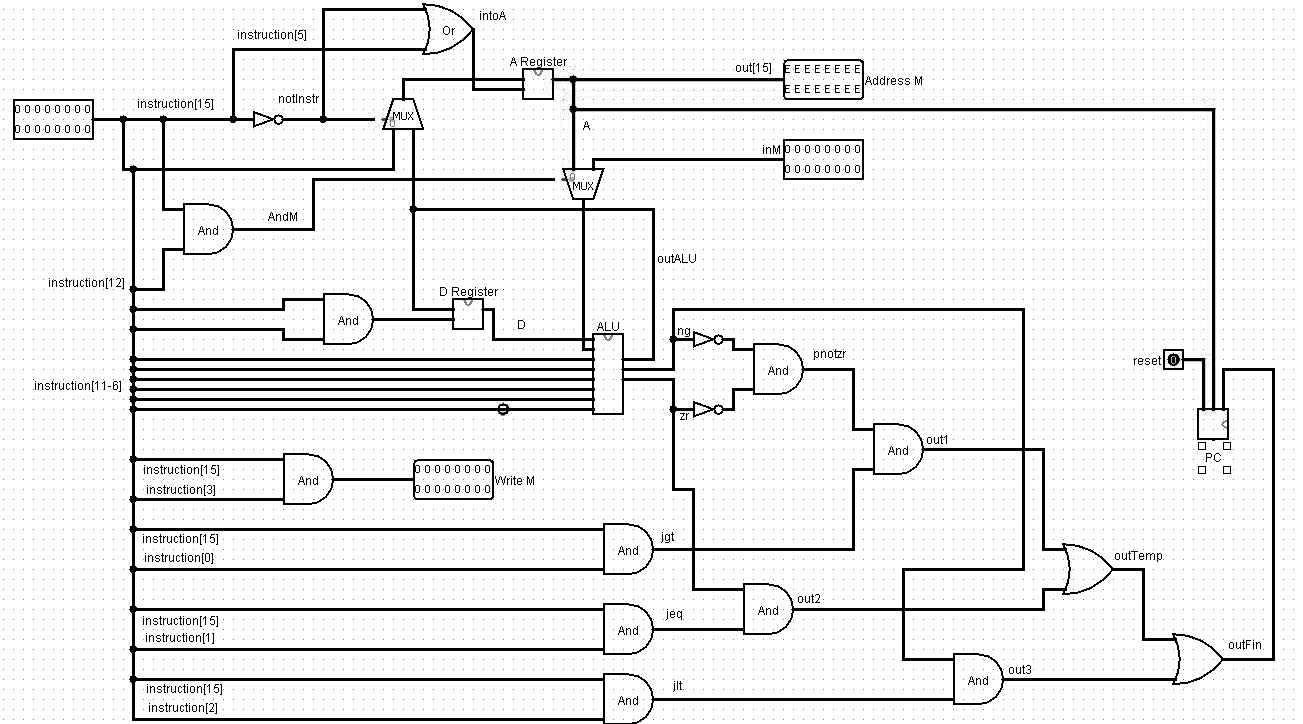 intoA
Or
instruction[5]
A Register
out[15]
E E E E E E E E
E E E E E E E E
Address M
instruction[15]
notInstr
0 0 0 0 0 0 0 0
0 0 0 0 0 0 0 0
MUX
A
inM
0 0 0 0 0 0 0 0
0 0 0 0 0 0 0 0
MUX
AndM
And
outALU
instruction[12]
D Register
And
D
ALU
ng
pnotzr
And
reset
0
instruction[11-6]
zr
out1
And
PC
instruction[15]
instruction[3]
And
0 0 0 0 0 0 0 0
0 0 0 0 0 0 0 0
Write M
instruction[15]
instruction[0]
And
jgt
outTemp
instruction[15]
instruction[1]
And
jeq
And
out2
outFin
instruction[15]
instruction[2]
And
jlt
And
out3